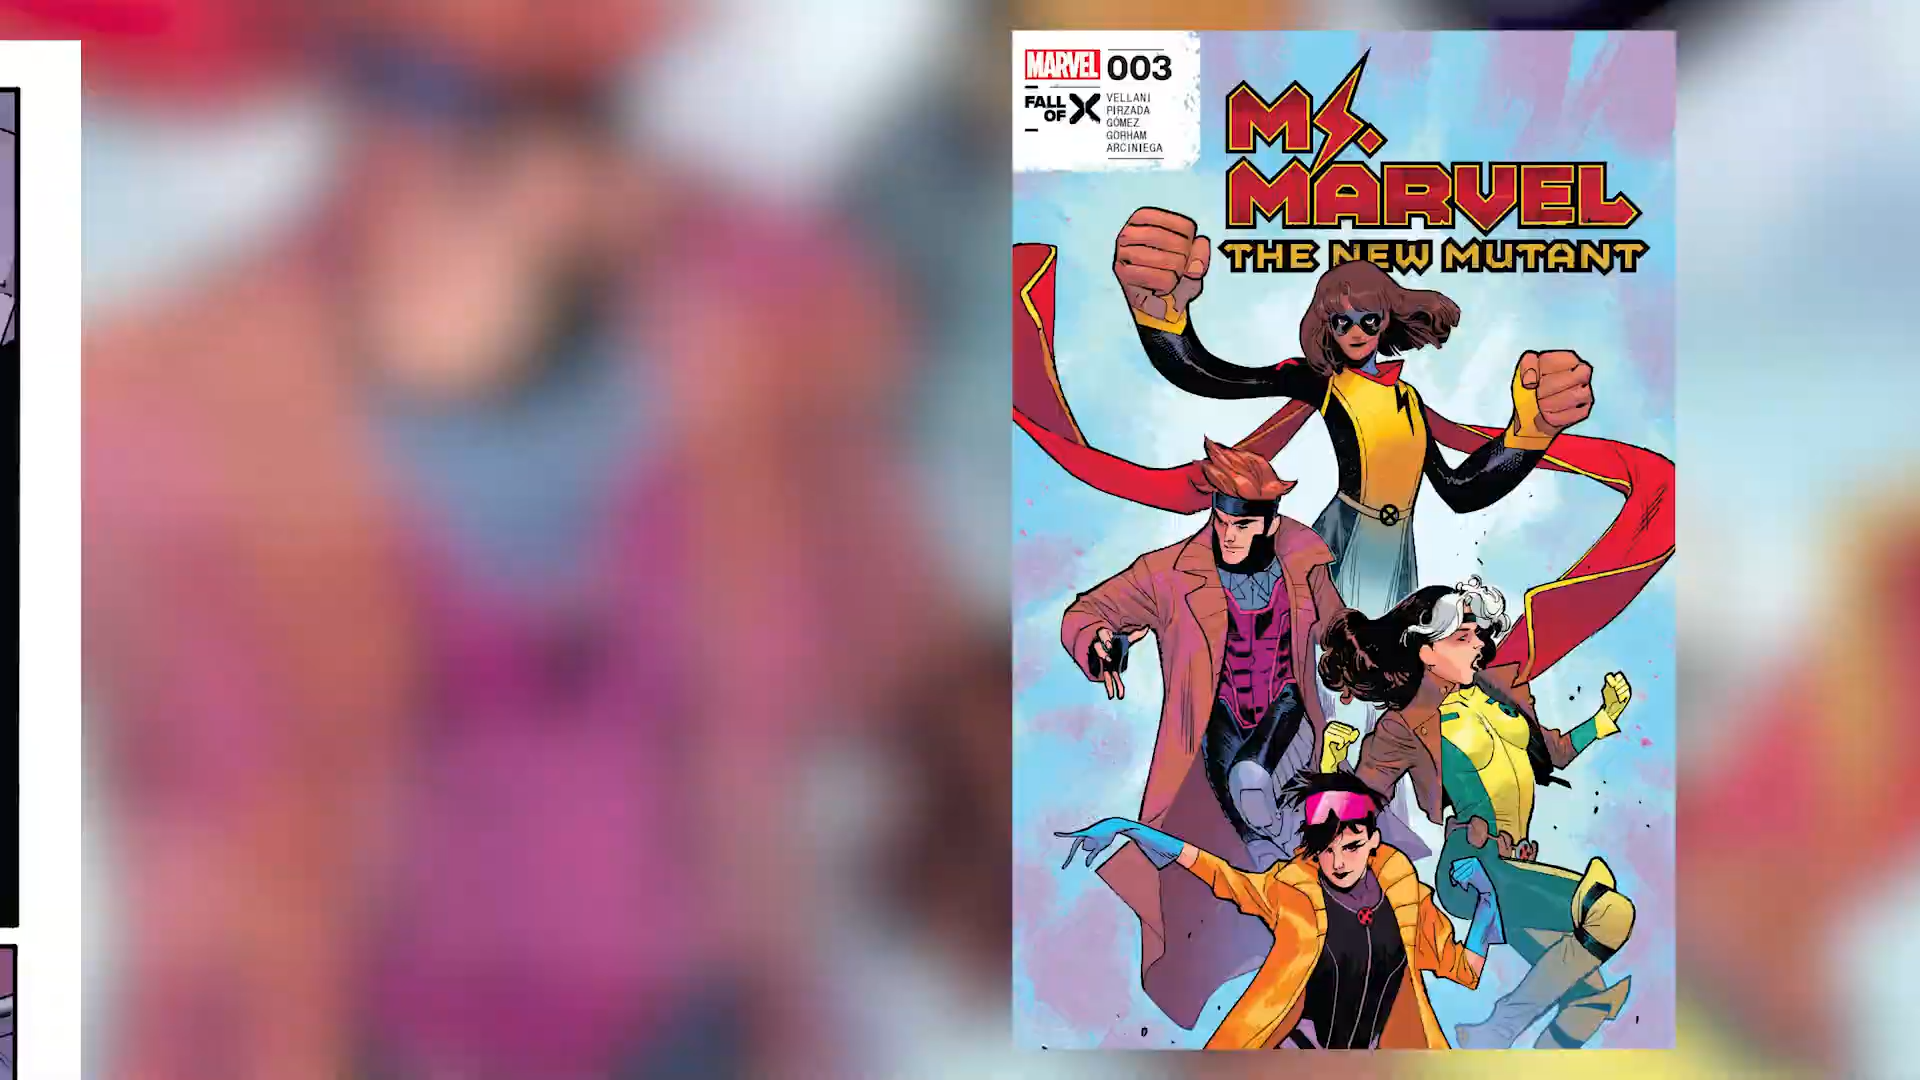 MARVEL 003
FALL OF X
VELLANI
PIRZADA
GÓMEZ
GORHAM
ARCINIEGA
MS.
MARVEL
THE NEW MUTANT